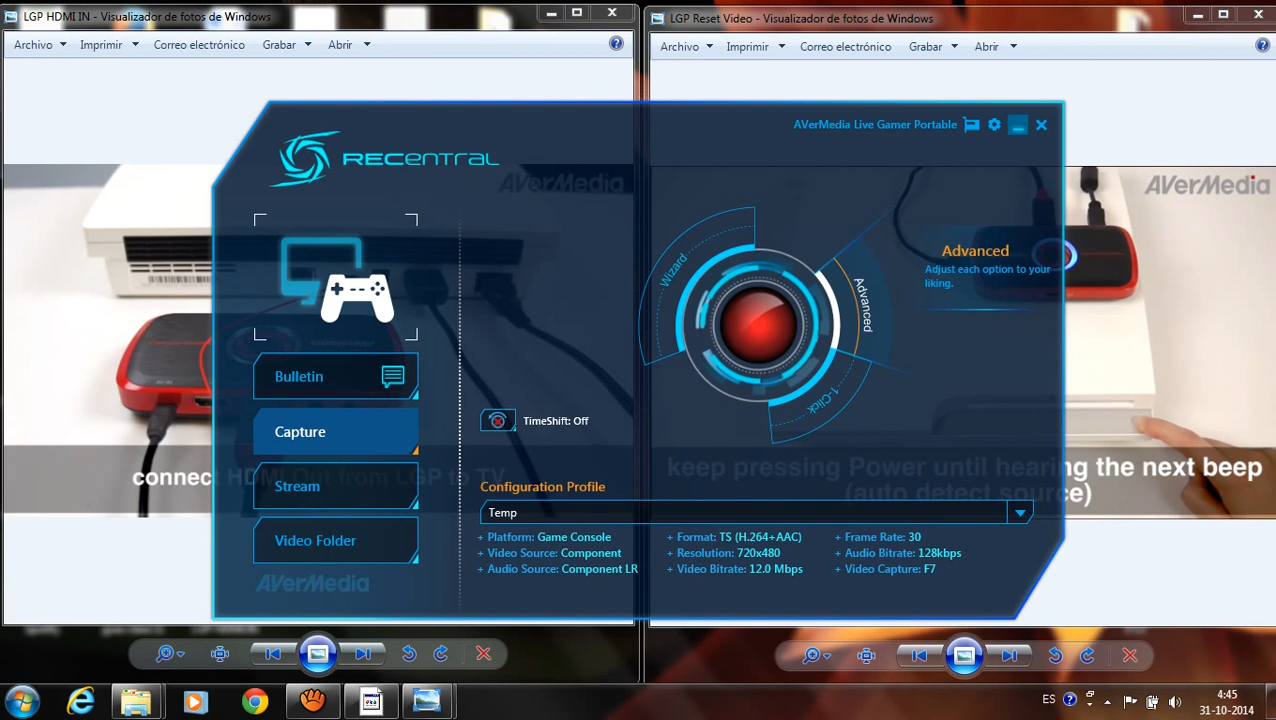 LGP HDMI IN - Visualizador de fotos de Windows
Archivo Imprimir Correo electrónico Grabar Abrir
LGP Reset Video - Visualizador de fotos de Windows
Archivo Imprimir Correo electrónico Grabar Abrir
AVerMedia Live Gamer Portable
RECENTRAL
AVerMedia
AVerMedia
Wizard
Advanced
1-Click
Advanced
Adjust each option to your
liking.
Bulletin
Capture
Stream
Video Folder
AVerMedia
TimeShift: Off
connect HDMI Out from LGP to TV
keep pressing Power until hearing the next beep
(auto detect source)
Configuration Profile
Temp
+ Platform: Game Console
+ Video Source: Component
+ Audio Source: Component LR
+ Format: TS (H.264+AAC)
+ Resolution: 720x480
+ Video Bitrate: 12.0 Mbps
+ Frame Rate: 30
+ Audio Bitrate: 128kbps
+ Video Capture: F7
ES
4:45
31-10-2014